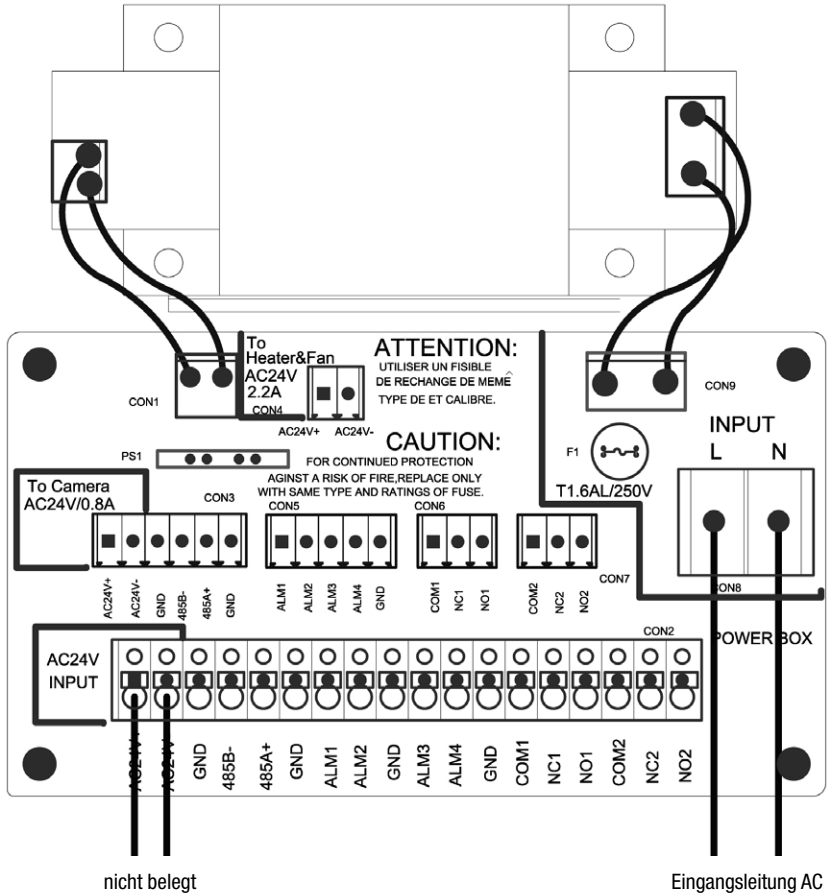 To
Heater&Fan
AC24V
2.2A
CON4
CON1
AC24V+ AC24V-
ATTENTION:
UTILISER UN FISIBLE
DE RECHANGE DE MEMÊ
TYPE DE ET CALIBRE.
CON9
INPUT
L N
F1
T1.6AL/250V
PS1
CAUTION:
FOR CONTINUED PROTECTION
AGINST A RISK OF FIRE,REPLACE ONLY
WITH SAME TYPE AND RATINGS OF FUSE.
To Camera
AC24V/0.8A
CON3
CON5
CON6
CON7
CON8
AC24V+
AC24V-
GND
485B-
485A+
GND
ALM1
ALM2
ALM3
ALM4
GND
COM1
NC1
NO1
COM2
NC2
NO2
POWER BOX
CON2
AC24V
INPUT
AC24V+
AC24V-
GND
485B-
485A+
GND
ALM1
ALM2
GND
ALM3
ALM4
GND
COM1
NC1
NO1
COM2
NC2
NO2
nicht belegt
Eingangsleitung AC